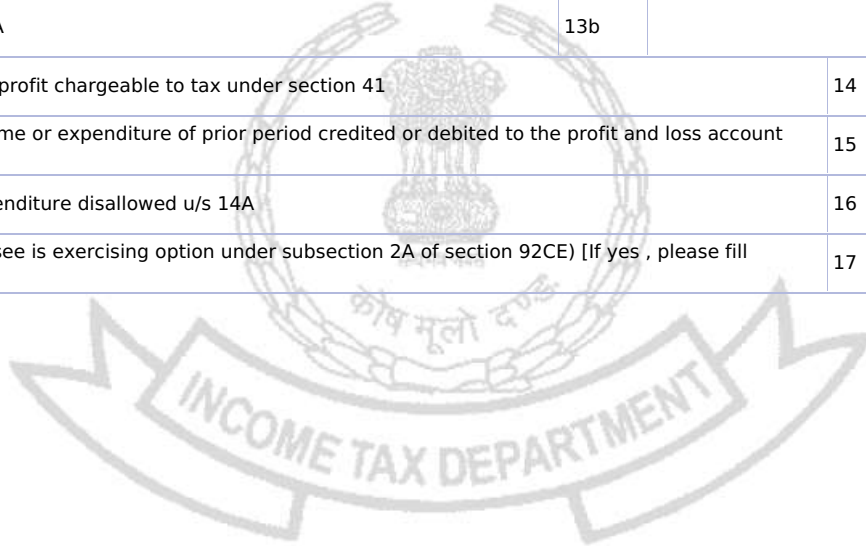 A 13b
profit chargeable to tax under section 41 14
me or expenditure of prior period credited or debited to the profit and loss account 15
enditure disallowed u/s 14A 16
see is exercising option under subsection 2A of section 92CE) [If yes , please fill 17
कोष मूलो दण्डः
INCOME TAX DEPARTMENT